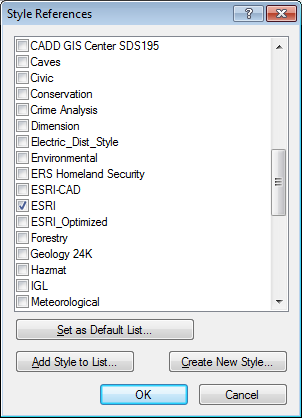 Style References
CADD GIS Center SDS195
Caves
Civic
Conservation
Crime Analysis
Dimension
Electric_Dist_Style
Environmental
ERS Homeland Security
ESRI-CAD
ESRI
ESRI_Optimized
Forestry
Geology 24K
Hazmat
IGL
Meteorological
Set as Default List...
Add Style to List...
Create New Style...
OK
Cancel